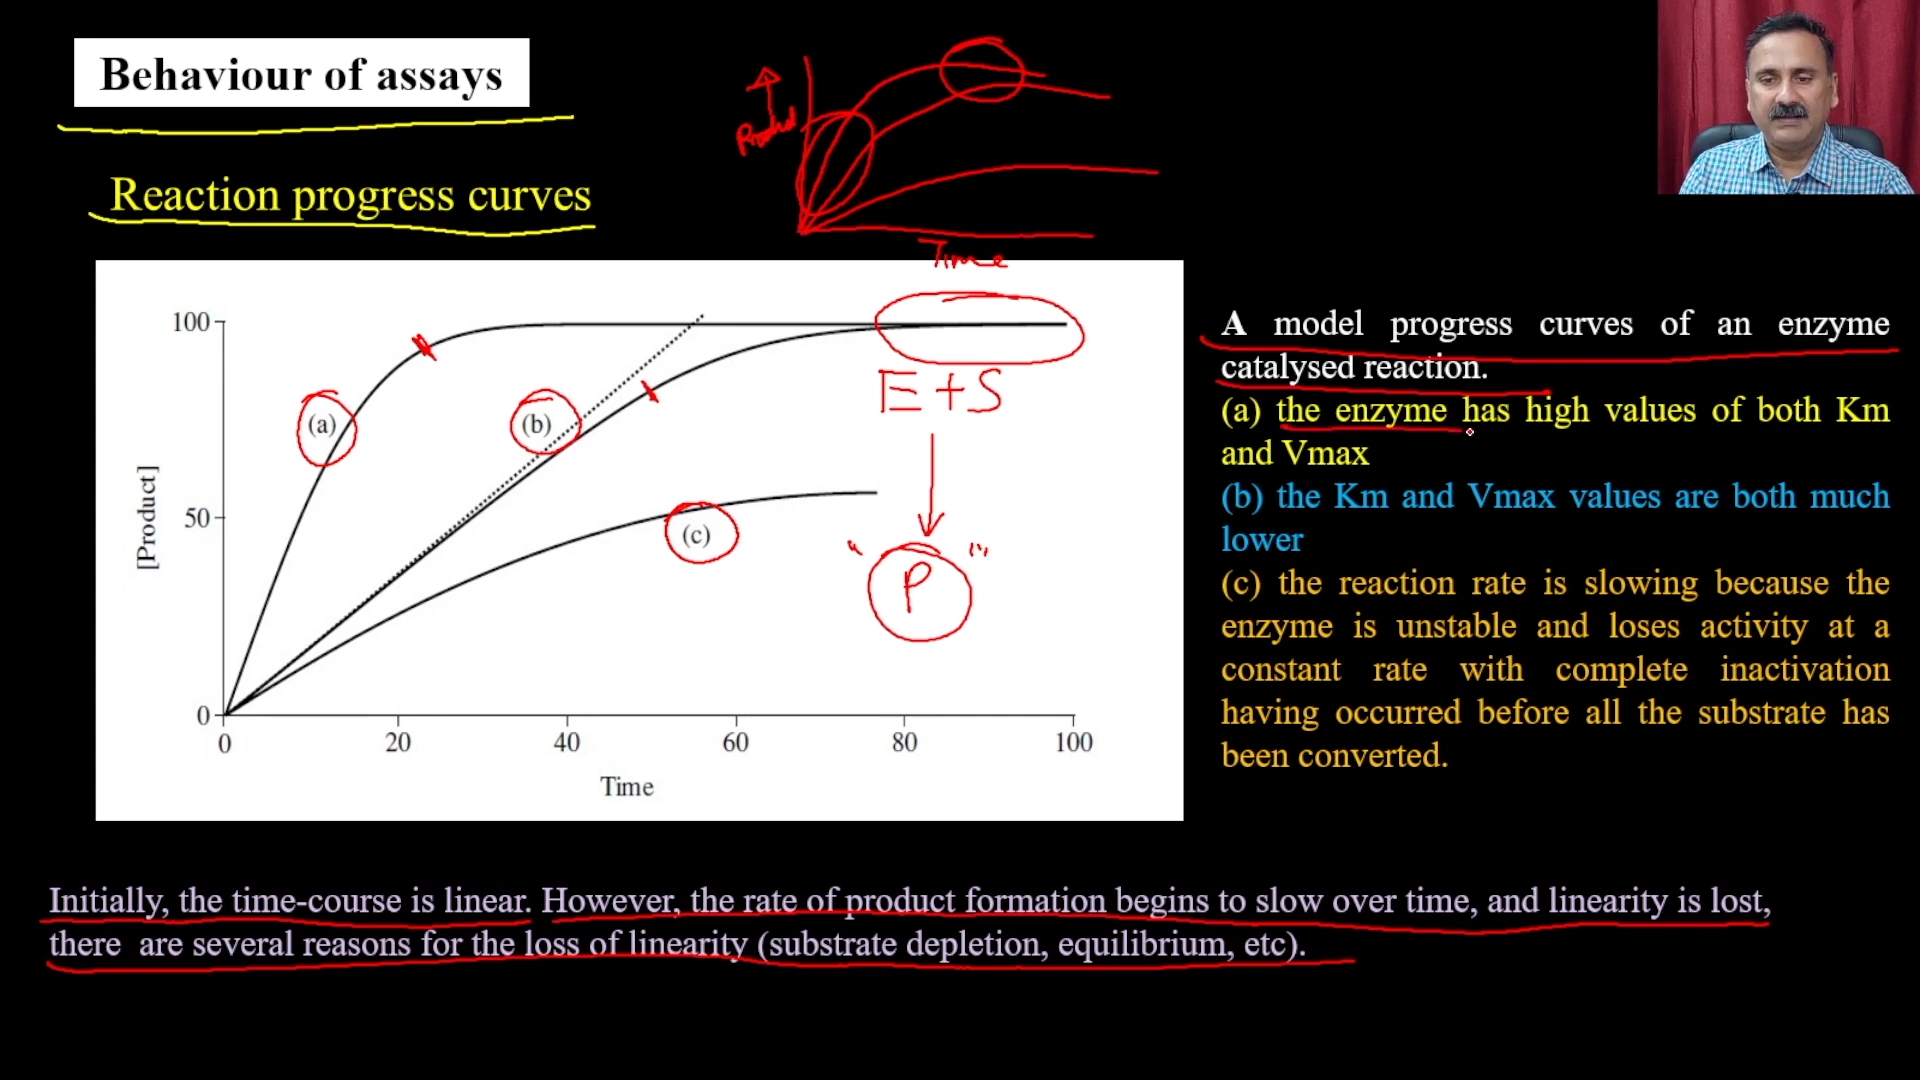 Behaviour of assays
Reaction progress curves
Product
Time
100
50
0
[Product]
(a)
(b)
(c)
E+S
"P"
0 20 40 60 80 100
Time
A model progress curves of an enzyme
catalysed reaction.
(a) the enzyme has high values of both Km
and Vmax
(b) the Km and Vmax values are both much
lower
(c) the reaction rate is slowing because the
enzyme is unstable and loses activity at a
constant rate with complete inactivation
having occurred before all the substrate has
been converted.
Initially, the time-course is linear. However, the rate of product formation begins to slow over time, and linearity is lost,
there are several reasons for the loss of linearity (substrate depletion, equilibrium, etc).